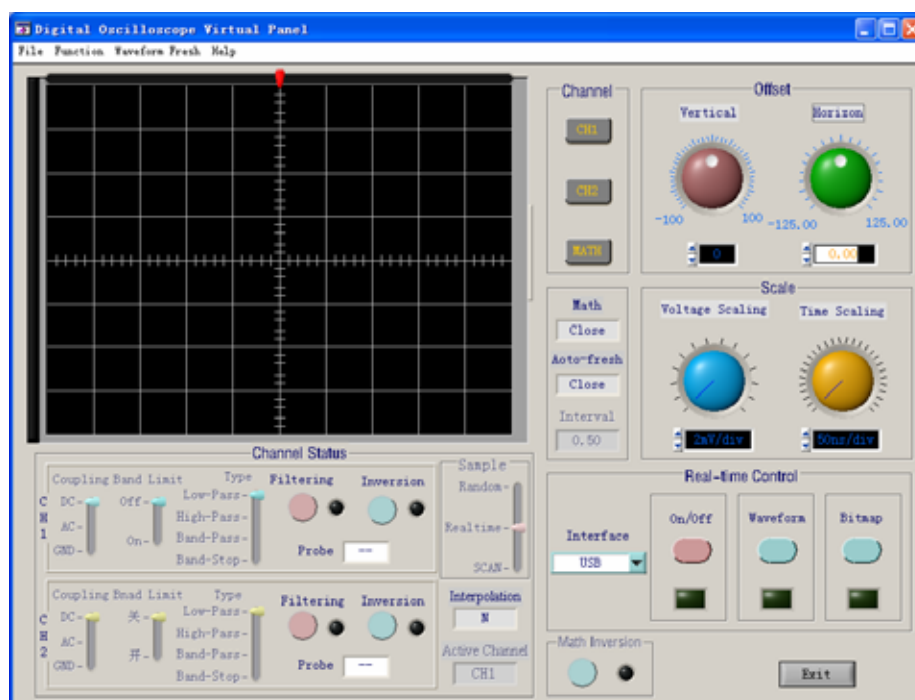 Digital Oscilloscope Virtual Panel
File Function Waveform Fresh Help
Channel
CH1
CH2
MATH
Offset
Vertical
Horizon
-100
100
-125.00
125.00
0
0.00
Math
Close
Aoto-fresh
Close
Interval
0.50
Scale
Voltage Scaling
Time Scaling
2mV/div
50ns/div
Channel Status
CH1
Coupling
DC-
AC-
GND-
Band Limit
Off-
On-
Type
Low-Pass-
High-Pass-
Band-Pass-
Band-Stop-
Filtering
Inversion
Probe
--
Sample
Random-
Realtime-
SCAN-
CH2
Coupling
DC-
AC-
GND-
Bmad Limit
关-
开-
Type
Low-Pass-
High-Pass-
Band-Pass-
Band-Stop-
Filtering
Inversion
Probe
--
Interpolation
N
Active Channel
CH1
Real-time Control
Interface
USB
On/Off
Waveform
Bitmap
Math Inversion
Exit